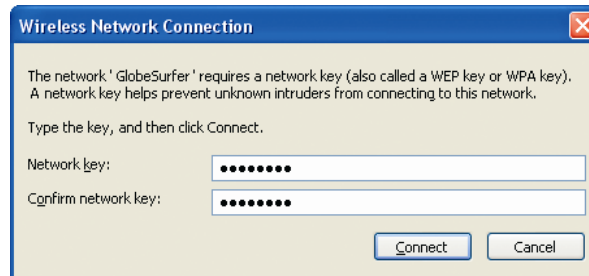 Wireless Network Connection
The network ' GlobeSurfer ' requires a network key (also called a WEP key or WPA key).
A network key helps prevent unknown intruders from connecting to this network.
Type the key, and then click Connect.
Network key: ••••••••
Confirm network key: ••••••••
Connect Cancel